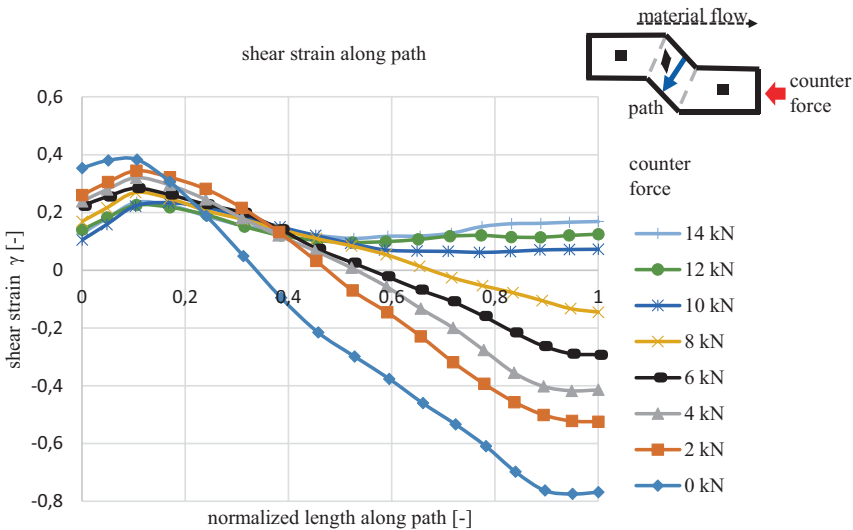 material flow
shear strain along path
counter
force
path
0,6
0,4
0,2
0
-0,2
-0,4
-0,6
-0,8
0
0,2
0,4
0,6
0,8
1
shear strain γ [-]
normalized length along path [-]
counter
force
14 kN
12 kN
10 kN
8 kN
6 kN
4 kN
2 kN
0 kN